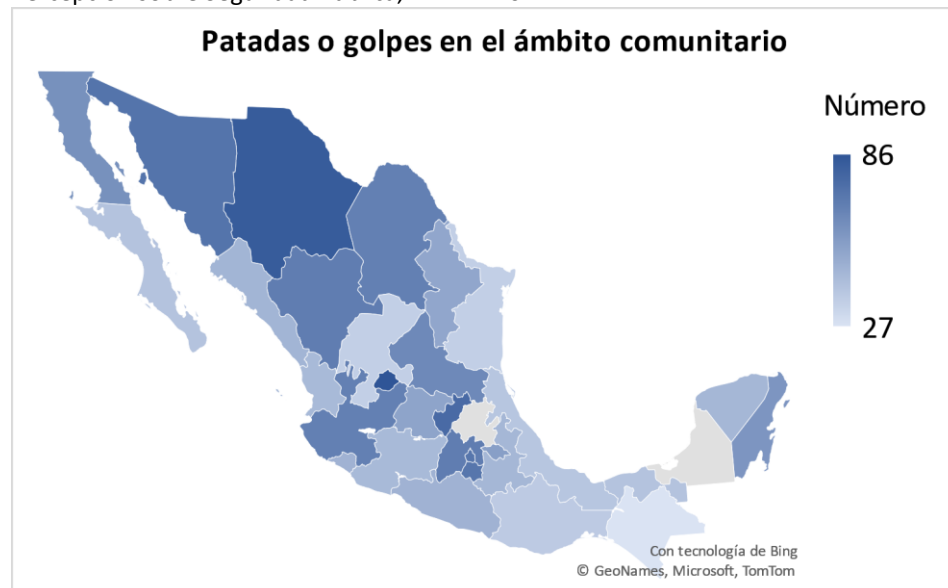 Patadas o golpes en el ámbito comunitario
Número
86
27
Con tecnología de Bing
© GeoNames, Microsoft, TomTom